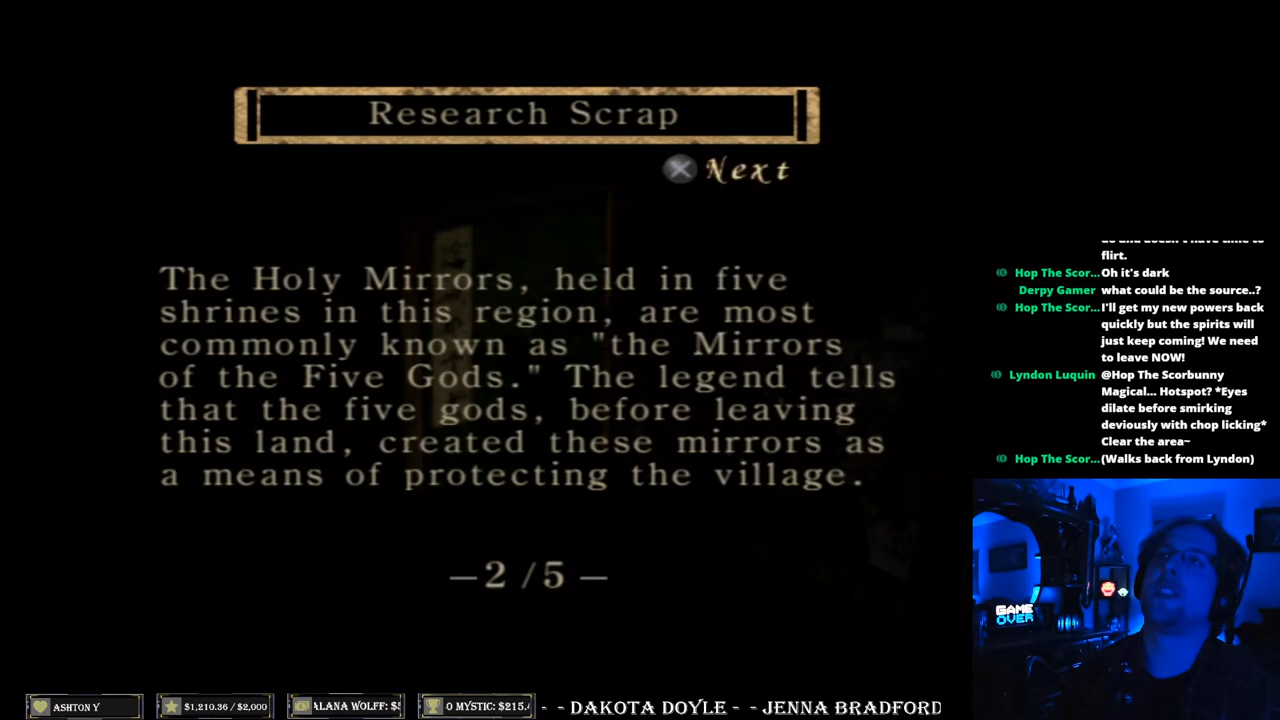 Research Scrap
Next
The Holy Mirrors, held in five
shrines in this region, are most
commonly known as "the Mirrors
of the Five Gods." The legend tells
that the five gods, before leaving
this land, created these mirrors as
a means of protecting the village.
—2 /5 —
flirt.
Hop The Scor... Oh it's dark
Derpy Gamer what could be the source..?
Hop The Scor... I'll get my new powers back
quickly but the spirits will
just keep coming! We need
to leave NOW!
Lyndon Luquin @Hop The Scorbunny
Magical... Hotspot? *Eyes
dilate before smirking
deviously with chop licking*
Clear the area~
Hop The Scor... (Walks back from Lyndon)
GAME
OVER
ASHTON Y
$1,210.36 / $2,000
ALANA WOLFF:
0 MYSTIC: $215.
- - DAKOTA DOYLE - - JENNA BRADFORD